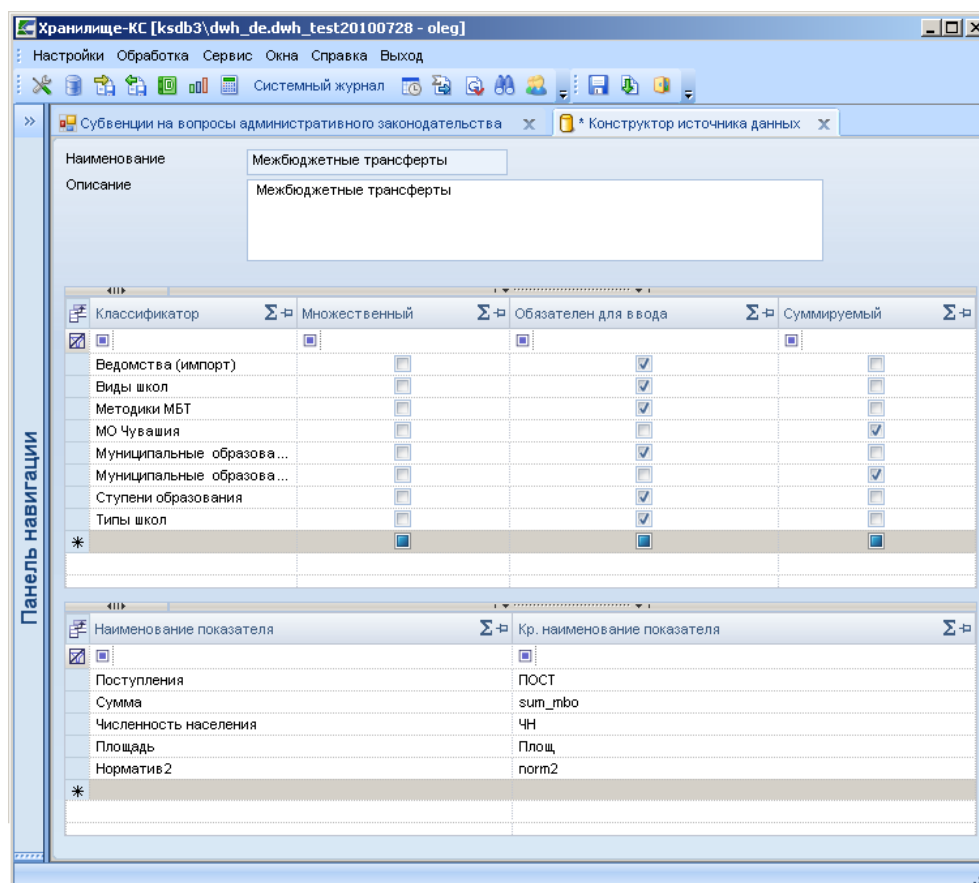 Хранилище-КС [ksdb3\dwh_de.dwh_test20100728 - oleg]
Настройки Обработка Сервис Окна Справка Выход
Системный журнал
Субвенции на вопросы административного законодательства
* Конструктор источника данных
Панель навигации
Наименование Межбюджетные трансферты
Описание Межбюджетные трансферты
Классификатор Множественный Обязателен для ввода Суммируемый
Ведомства (импорт)
Виды школ
Методики МБТ
МО Чувашия
Муниципальные образова...
Муниципальные образова...
Ступени образования
Типы школ
Наименование показателя Кр. наименование показателя
Поступления ПОСТ
Сумма sum_mbo
Численность населения ЧН
Площадь Площ
Норматив2 norm2